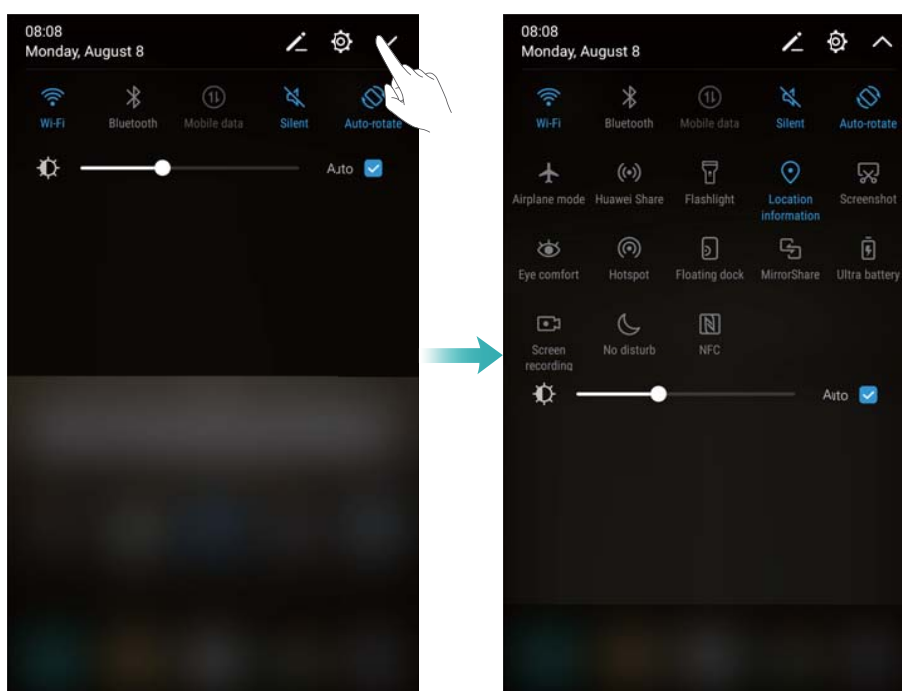 08:08
Monday, August 8
Wi-Fi
Bluetooth
Mobile data
Silent
Auto-rotate
Auto
08:08
Monday, August 8
Wi-Fi
Bluetooth
Mobile data
Silent
Auto-rotate
Airplane mode
Huawei Share
Flashlight
Location
information
Screenshot
Eye comfort
Hotspot
Floating dock
MirrorShare
Ultra battery
Screen
recording
No disturb
NFC
Auto